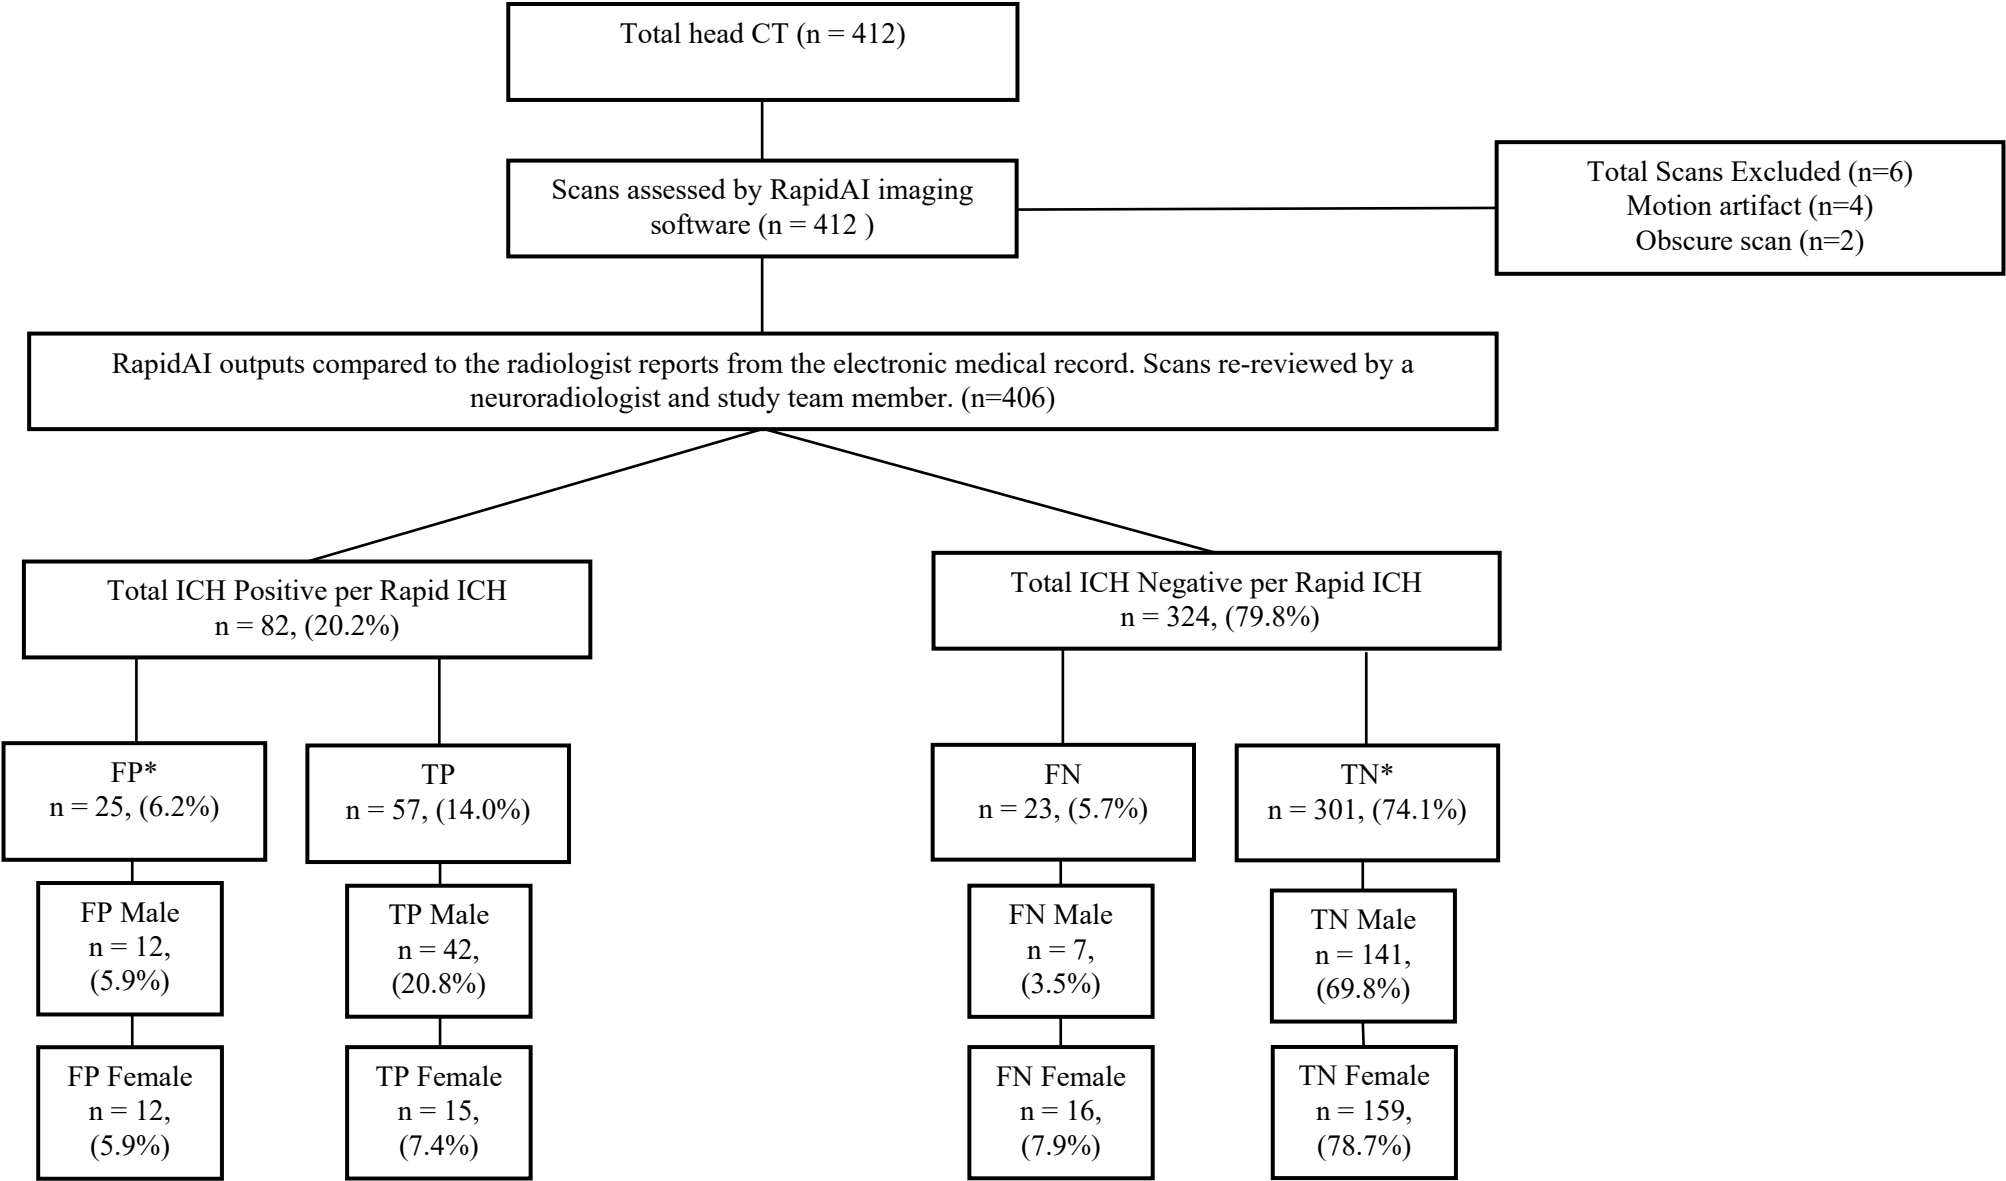 Total head CT (n = 412)
Scans assessed by RapidAI imaging
software (n = 412 )
Total Scans Excluded (n=6)
Motion artifact (n=4)
Obscure scan (n=2)
RapidAI outputs compared to the radiologist reports from the electronic medical record. Scans re-reviewed by a
neuroradiologist and study team member. (n=406)
Total ICH Positive per Rapid ICH
n = 82, (20.2%)
Total ICH Negative per Rapid ICH
n = 324, (79.8%)
FP*
n = 25, (6.2%)
TP
n = 57, (14.0%)
FN
n = 23, (5.7%)
TN*
n = 301, (74.1%)
FP Male
n = 12,
(5.9%)
TP Male
n = 42,
(20.8%)
FN Male
n = 7,
(3.5%)
TN Male
n = 141,
(69.8%)
FP Female
n = 12,
(5.9%)
TP Female
n = 15,
(7.4%)
FN Female
n = 16,
(7.9%)
TN Female
n = 159,
(78.7%)